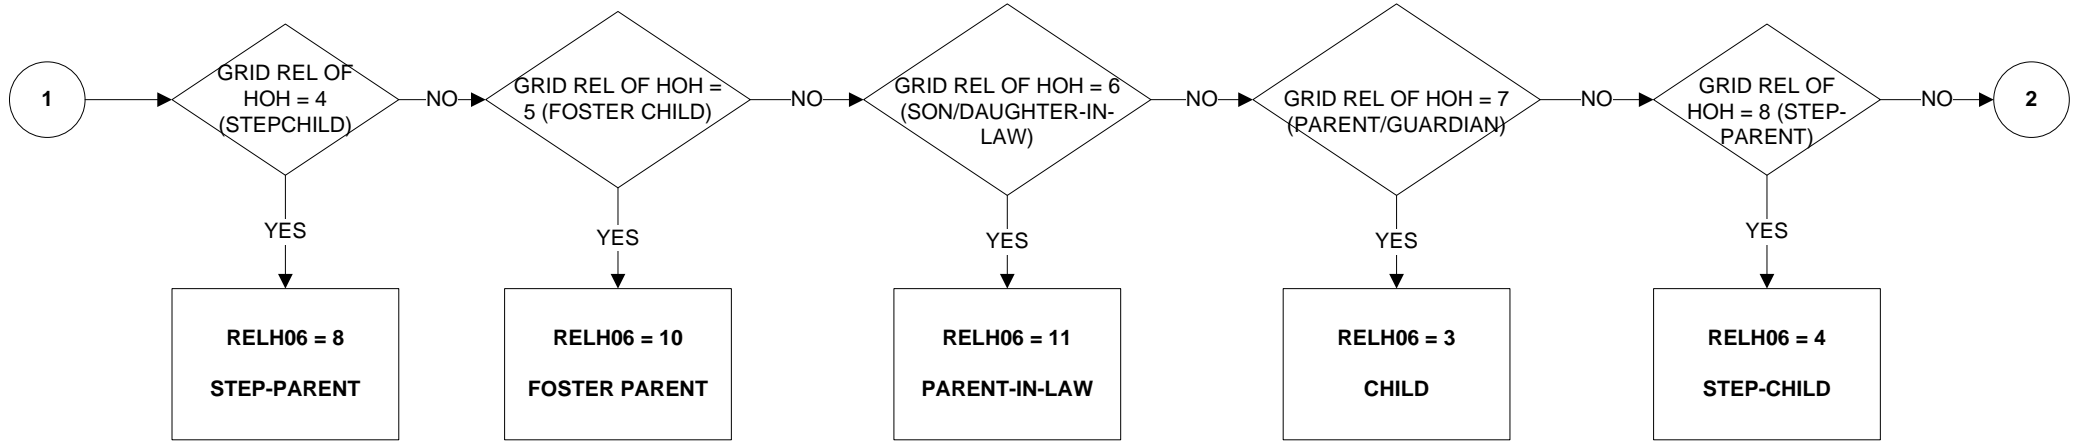 1
GRID REL OF
HOH = 4
(STEPCHILD)
NO
GRID REL OF HOH =
5 (FOSTER CHILD)
NO
GRID REL OF HOH = 6
(SON/DAUGHTER-IN-
LAW)
NO
GRID REL OF HOH = 7
(PARENT/GUARDIAN)
NO
GRID REL OF
HOH = 8 (STEP-
PARENT)
NO
2
YES
YES
YES
YES
YES
RELH06 = 8
STEP-PARENT
RELH06 = 10
FOSTER PARENT
RELH06 = 11
PARENT-IN-LAW
RELH06 = 3
CHILD
RELH06 = 4
STEP-CHILD